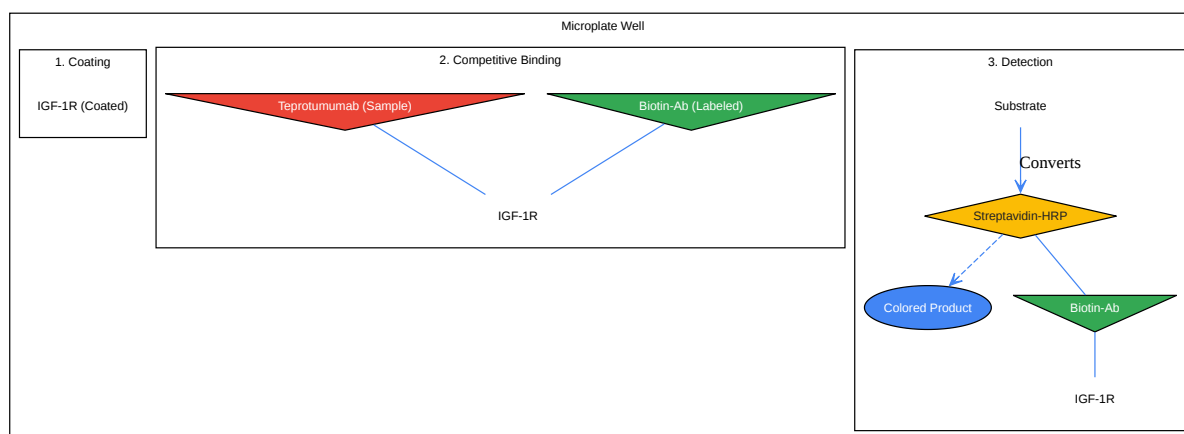 Microplate Well
1. Coating
IGF-1R (Coated)
2. Competitive Binding
Teprotumumab (Sample)
Biotin-Ab (Labeled)
IGF-1R
3. Detection
Substrate
Converts
Streptavidin-HRP
Colored Product
Biotin-Ab
IGF-1R